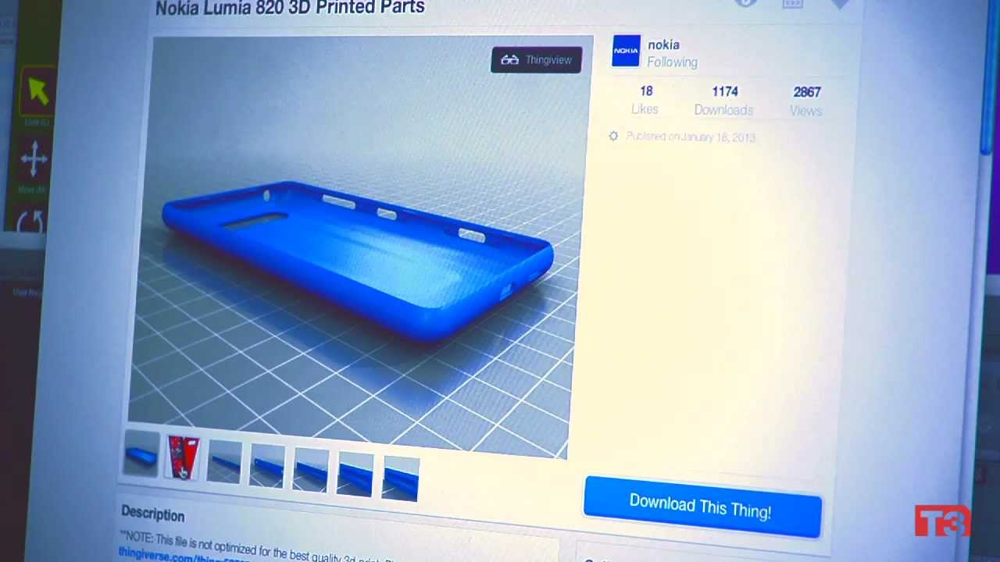 Nokia Lumia 820 3D Printed Parts
Thingiview
NOKIA
nokia
Following
18
1174
2867
Likes
Downloads
Views
Published on January 18, 2013
Move (M)
Download This Thing!
Description
**NOTE: This file is not optimized for the best quality 3d print.
thingiverse.com/thing
T3